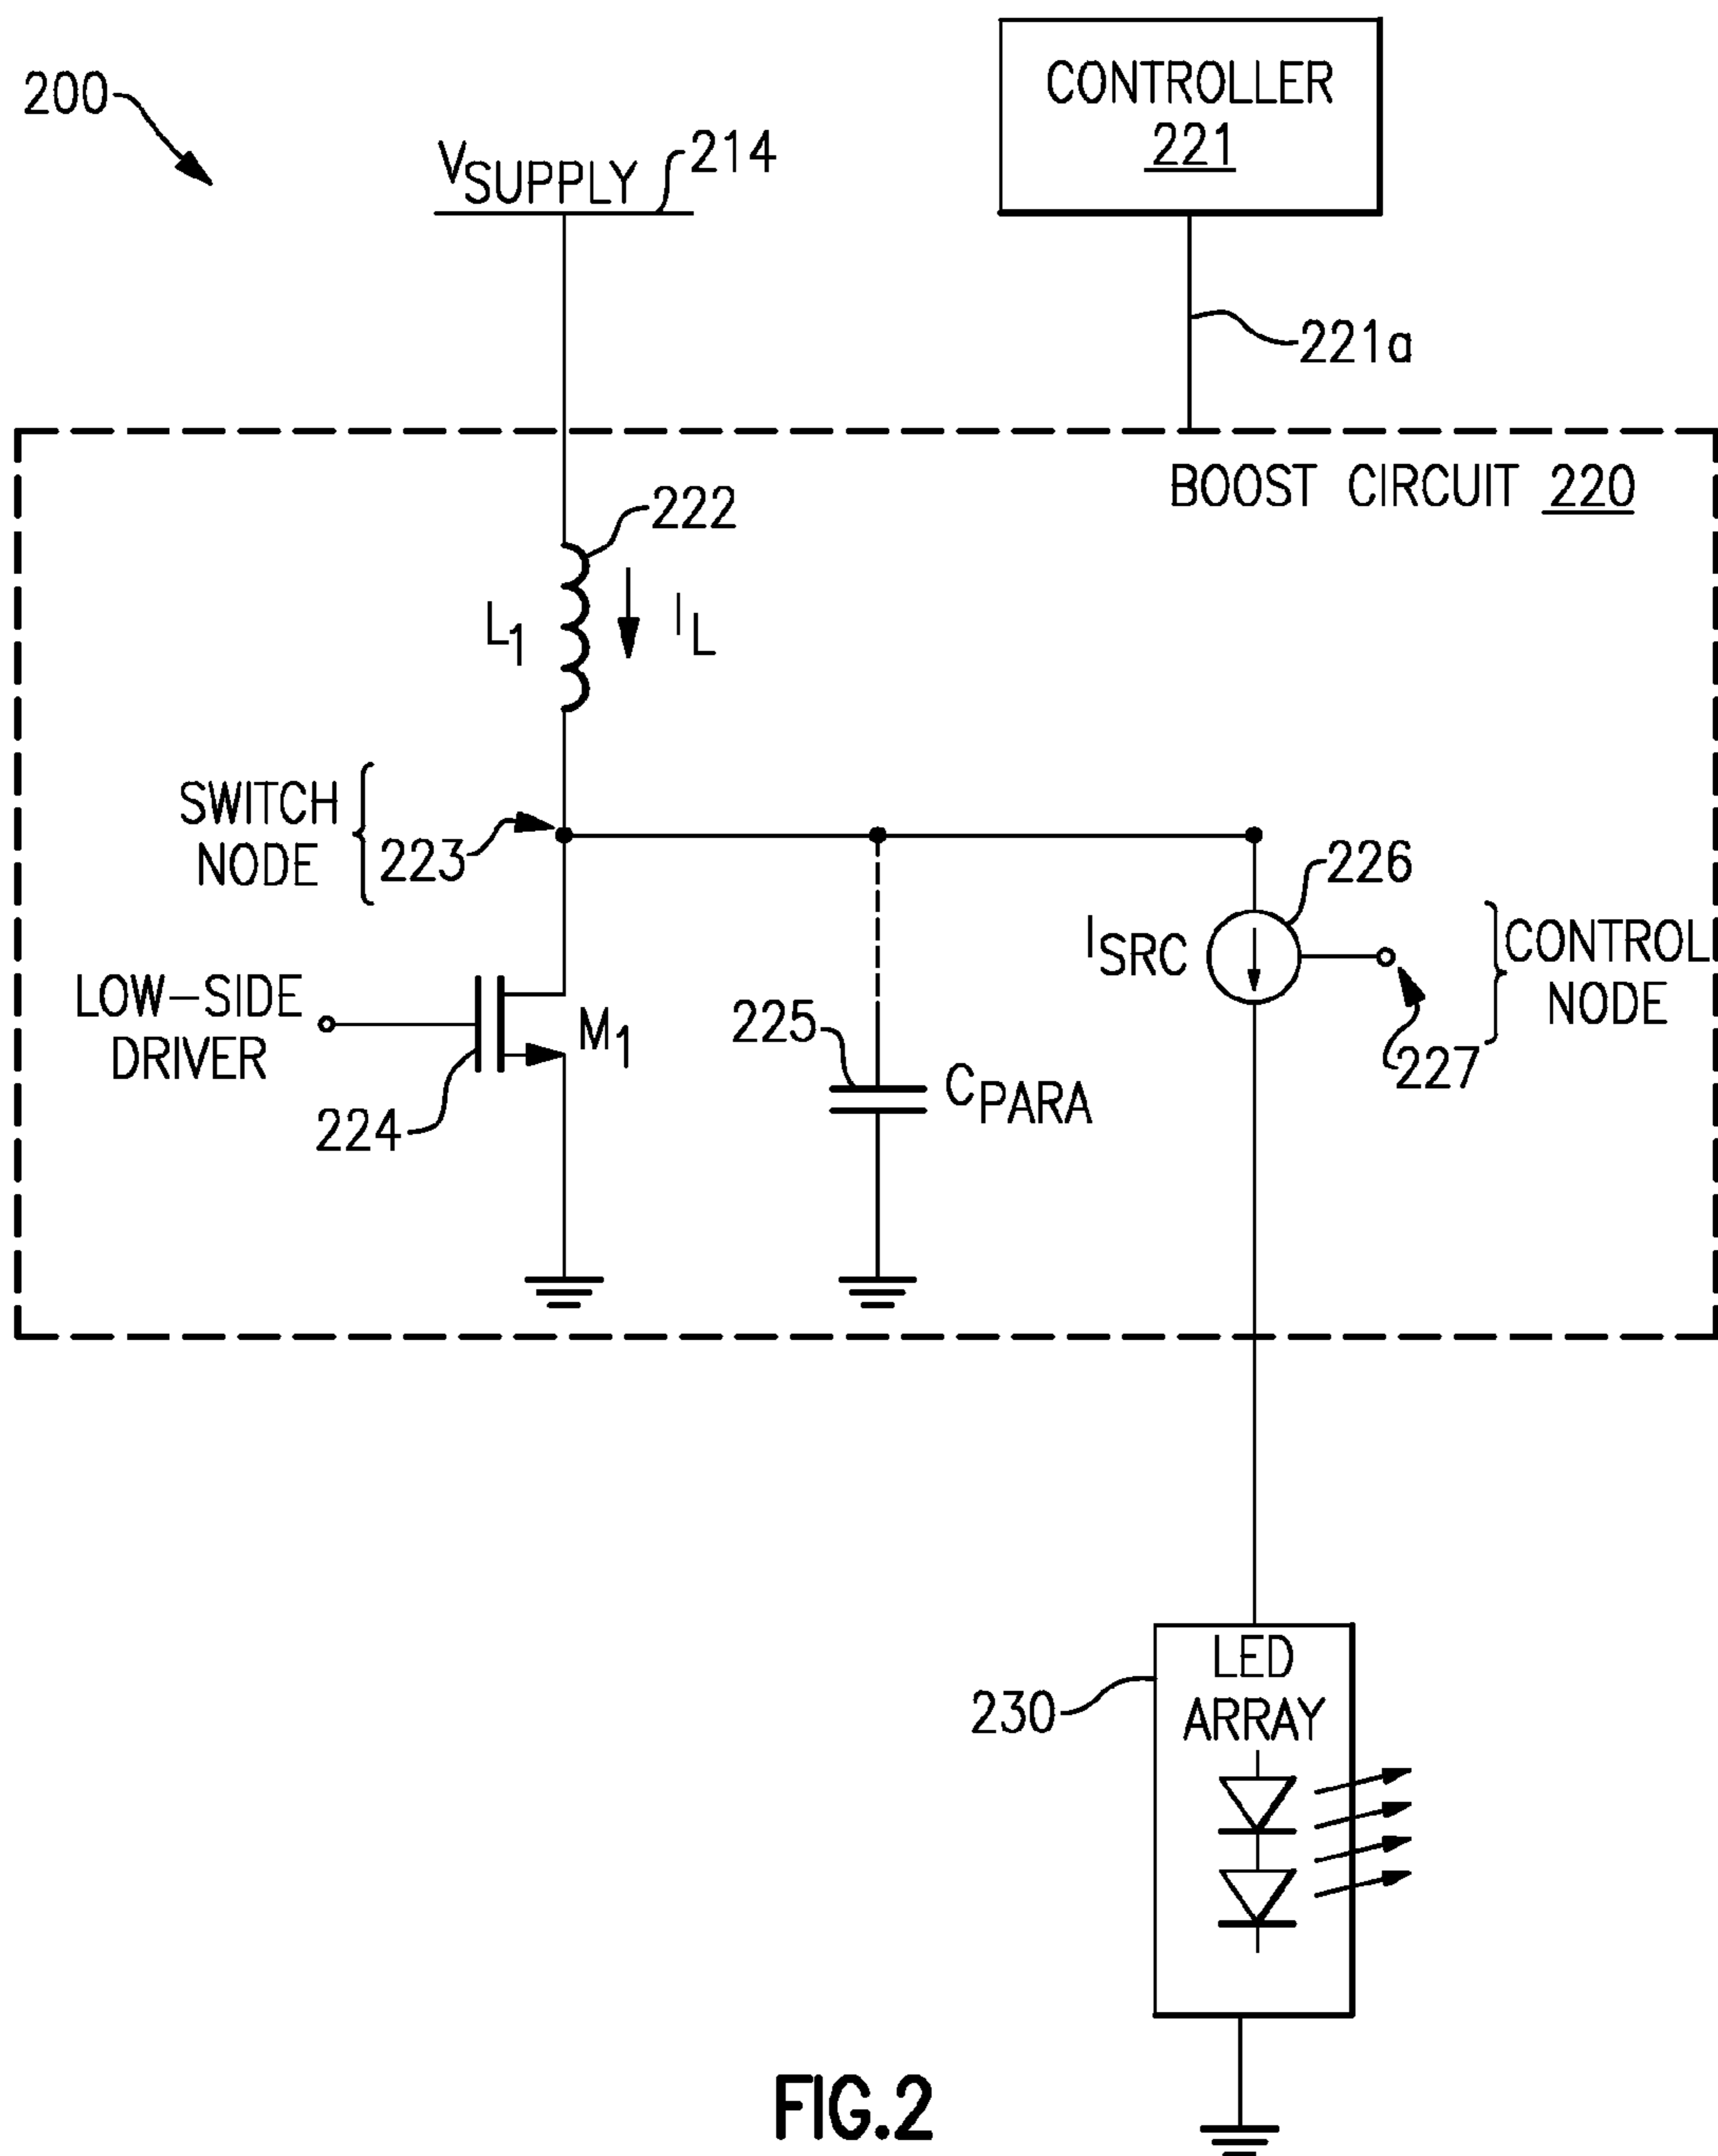 200
CONTROLLER
221
V_SUPPLY
214
221a
BOOST CIRCUIT 220
222
L1
IL
SWITCH
NODE
223
226
ISRC
CONTROL
NODE
227
LOW-SIDE
DRIVER
M1
224
225
CPARA
LED
ARRAY
230
FIG.2